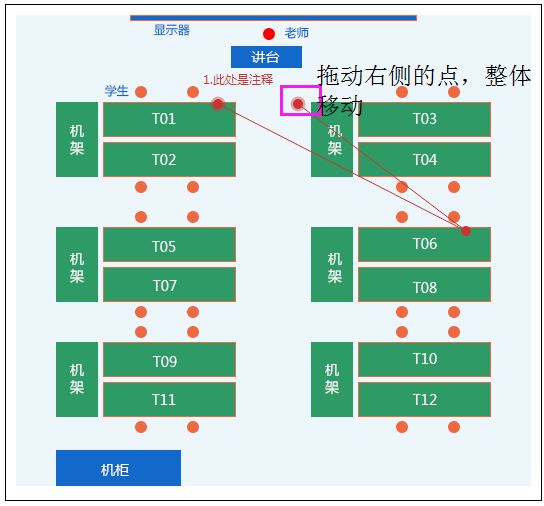 显示器
老师
讲台
拖动右侧的点，整体
移动
1.此处是注释
学生
机架
T01
T02
机架
T03
T04
机架
T05
T07
机架
T06
T08
机架
T09
T11
机架
T10
T12
机柜